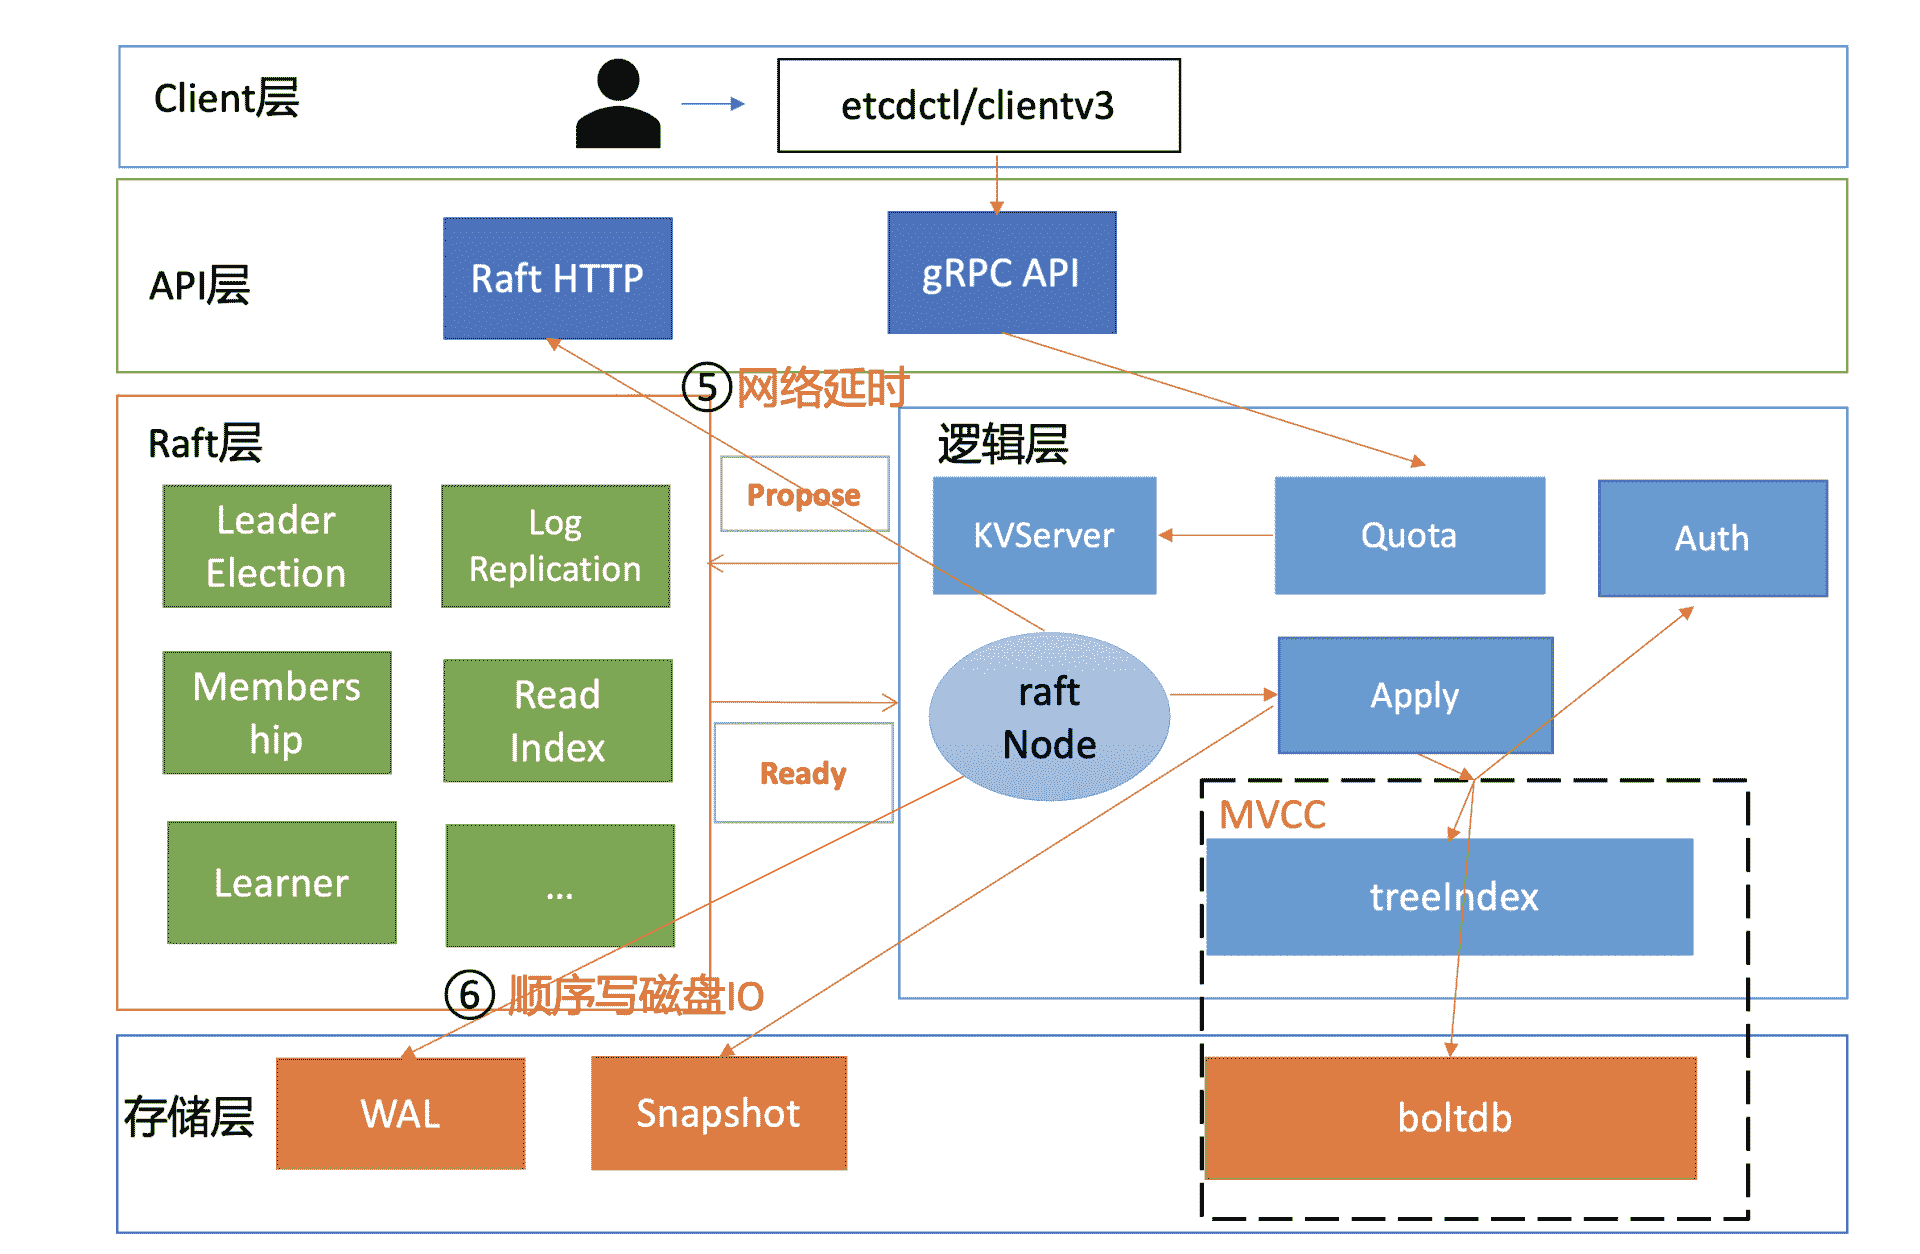 Client层
etcdctl/clientv3
API层
Raft HTTP
gRPC API
⑤ 网络延时
Raft层
Leader
Election
Log
Replication
Members
hip
Read
Index
Learner
...
Propose
Ready
逻辑层
KVServer
Quota
Auth
raft
Node
Apply
MVCC
treeIndex
⑥ 顺序写磁盘IO
存储层
WAL
Snapshot
boltdb